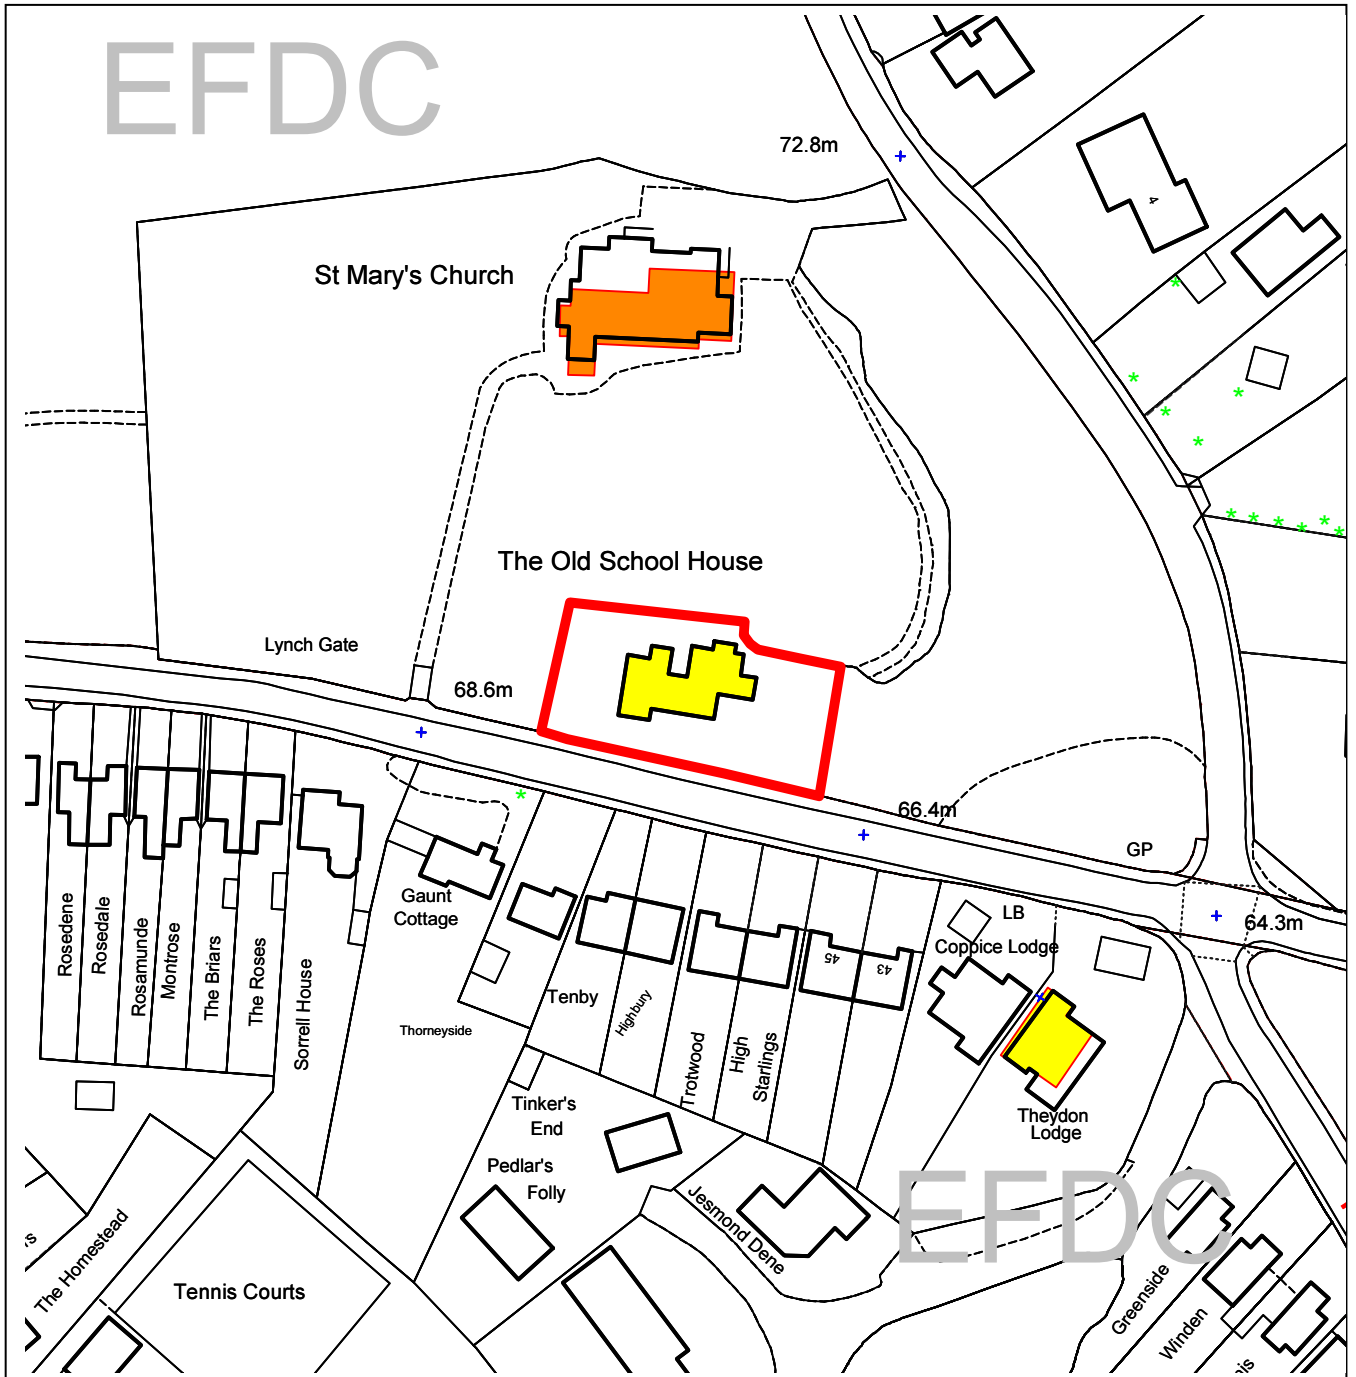 EFDC
72.8m
4
St Mary's Church
The Old School House
Lynch Gate
68.6m
66.4m
GP
64.3m
LB
Coppice Lodge
Gaunt
Cottage
45
43
Rosedene
Rosedale
Rosamunde
Montrose
The Briars
The Roses
Sorrell House
Thorneyside
Tenby
Highbury
Trotwood
High
Starlings
Theydon
Lodge
Tinker's
End
Pedlar's
Folly
Jesmond Dene
EFDC
The Homestead
Tennis Courts
Greenside
Winden